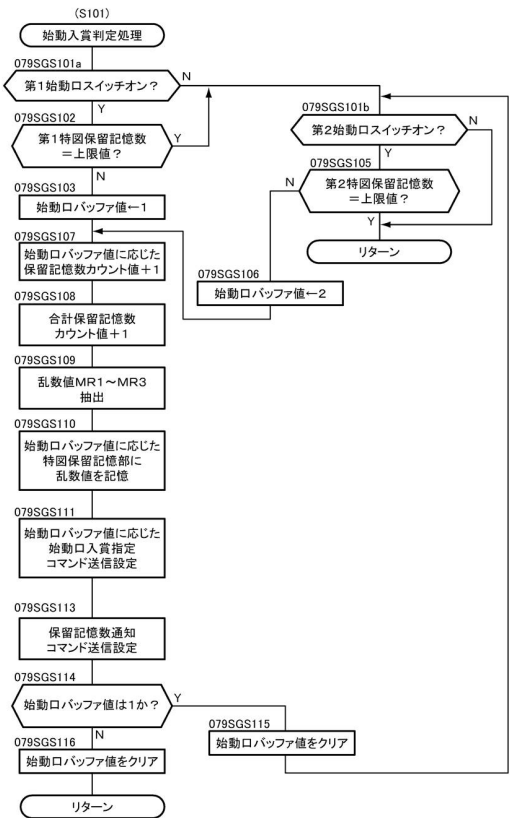 (S101)
始動入賞判定処理
079SGS101a
第1始動口スイッチオン?
N
Y
079SGS102
第1特図保留記憶数
=上限値?
Y
N
079SGS103
始動口バッファ値←1
079SGS101b
第2始動口スイッチオン?
N
Y
079SGS105
第2特図保留記憶数
=上限値?
N
Y
リターン
079SGS106
始動口バッファ値←2
079SGS107
始動口バッファ値に応じた
保留記憶数カウント値+1
079SGS108
合計保留記憶数
カウント値+1
079SGS109
乱数値MR1~MR3
抽出
079SGS110
始動口バッファ値に応じた
特図保留記憶部に
乱数値を記憶
079SGS111
始動口バッファ値に応じた
始動口入賞指定
コマンド送信設定
079SGS113
保留記憶数通知
コマンド送信設定
079SGS114
始動口バッファ値は1か?
Y
N
079SGS115
始動口バッファ値をクリア
079SGS116
始動口バッファ値をクリア
リターン